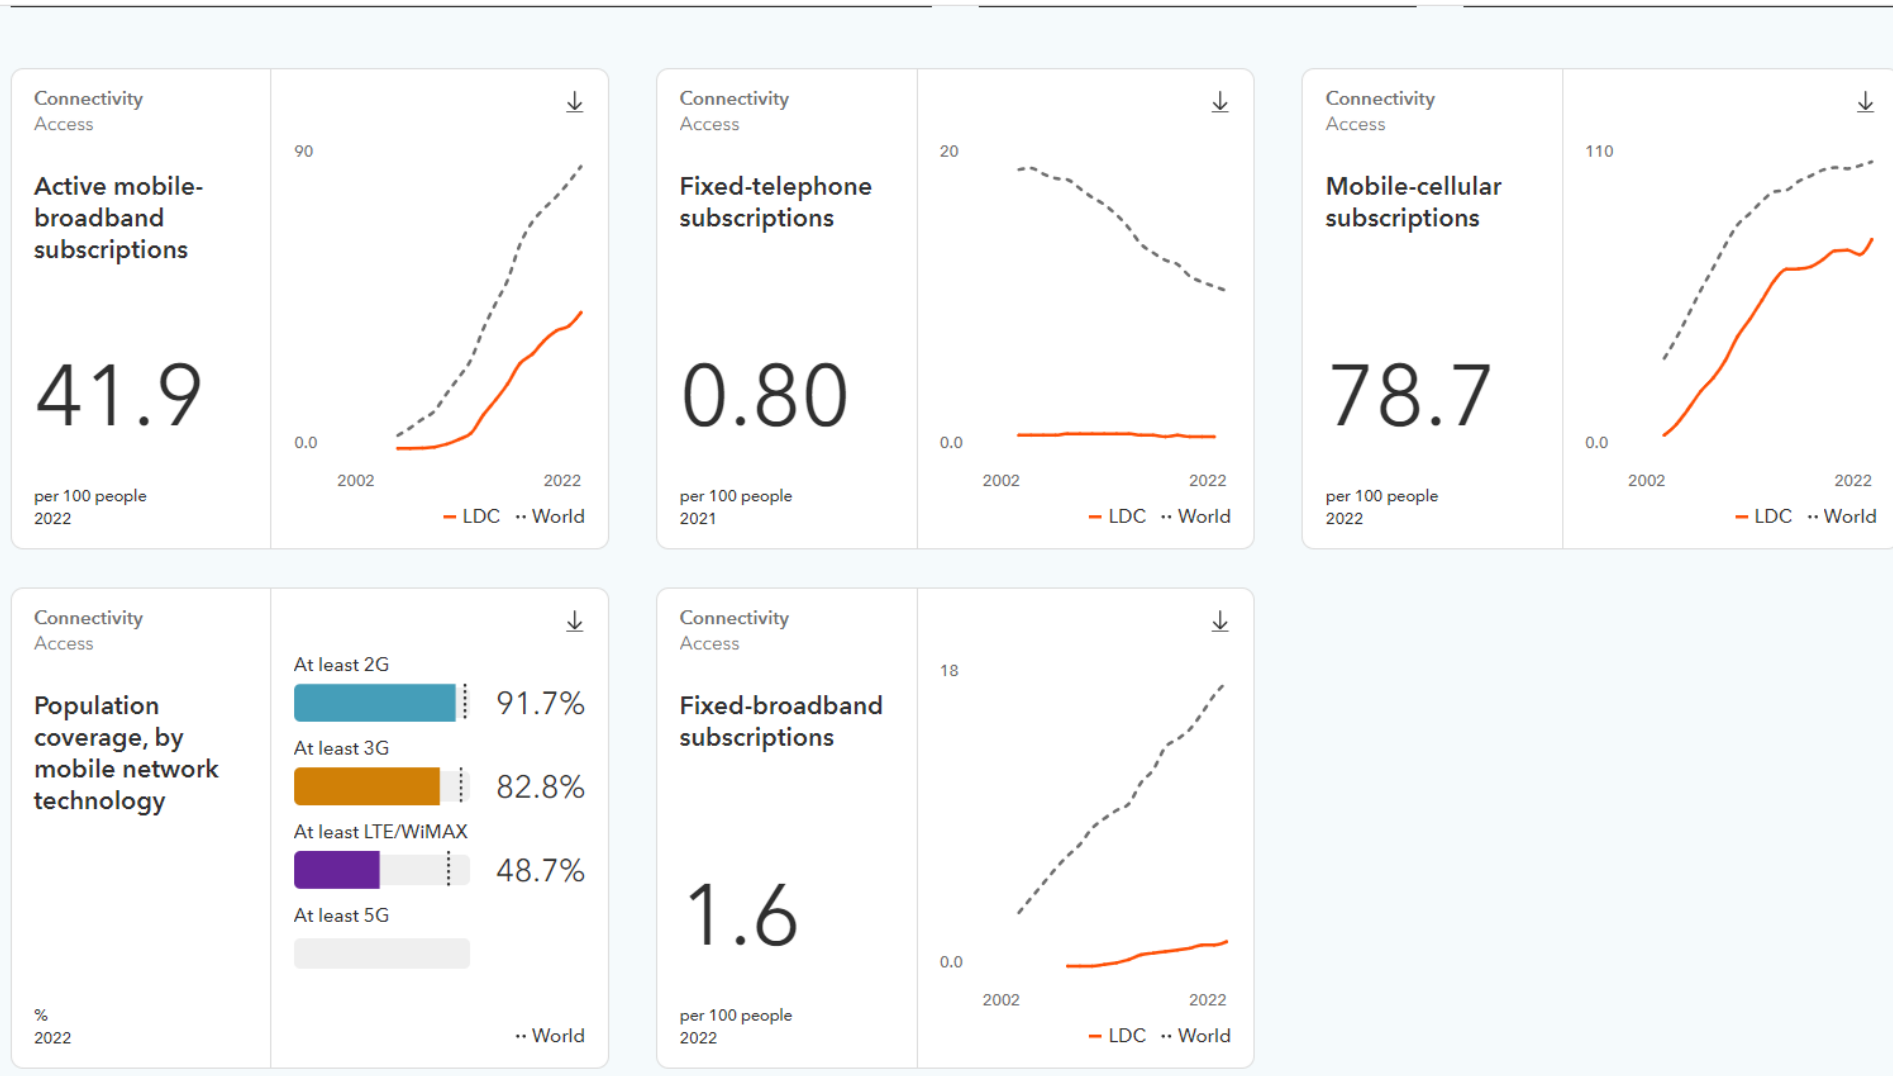 Connectivity
Access
Active mobile-
broadband
subscriptions
41.9
per 100 people
2022
90
0.0
2002 2022
LDC World
Connectivity
Access
Fixed-telephone
subscriptions
0.80
per 100 people
2021
20
0.0
2002 2022
LDC World
Connectivity
Access
Mobile-cellular
subscriptions
78.7
per 100 people
2022
110
0.0
2002 2022
LDC World
Connectivity
Access
Population
coverage, by
mobile network
technology
%
2022
At least 2G
91.7%
At least 3G
82.8%
At least LTE/WiMAX
48.7%
At least 5G
World
Connectivity
Access
Fixed-broadband
subscriptions
1.6
per 100 people
2022
18
0.0
2002 2022
LDC World